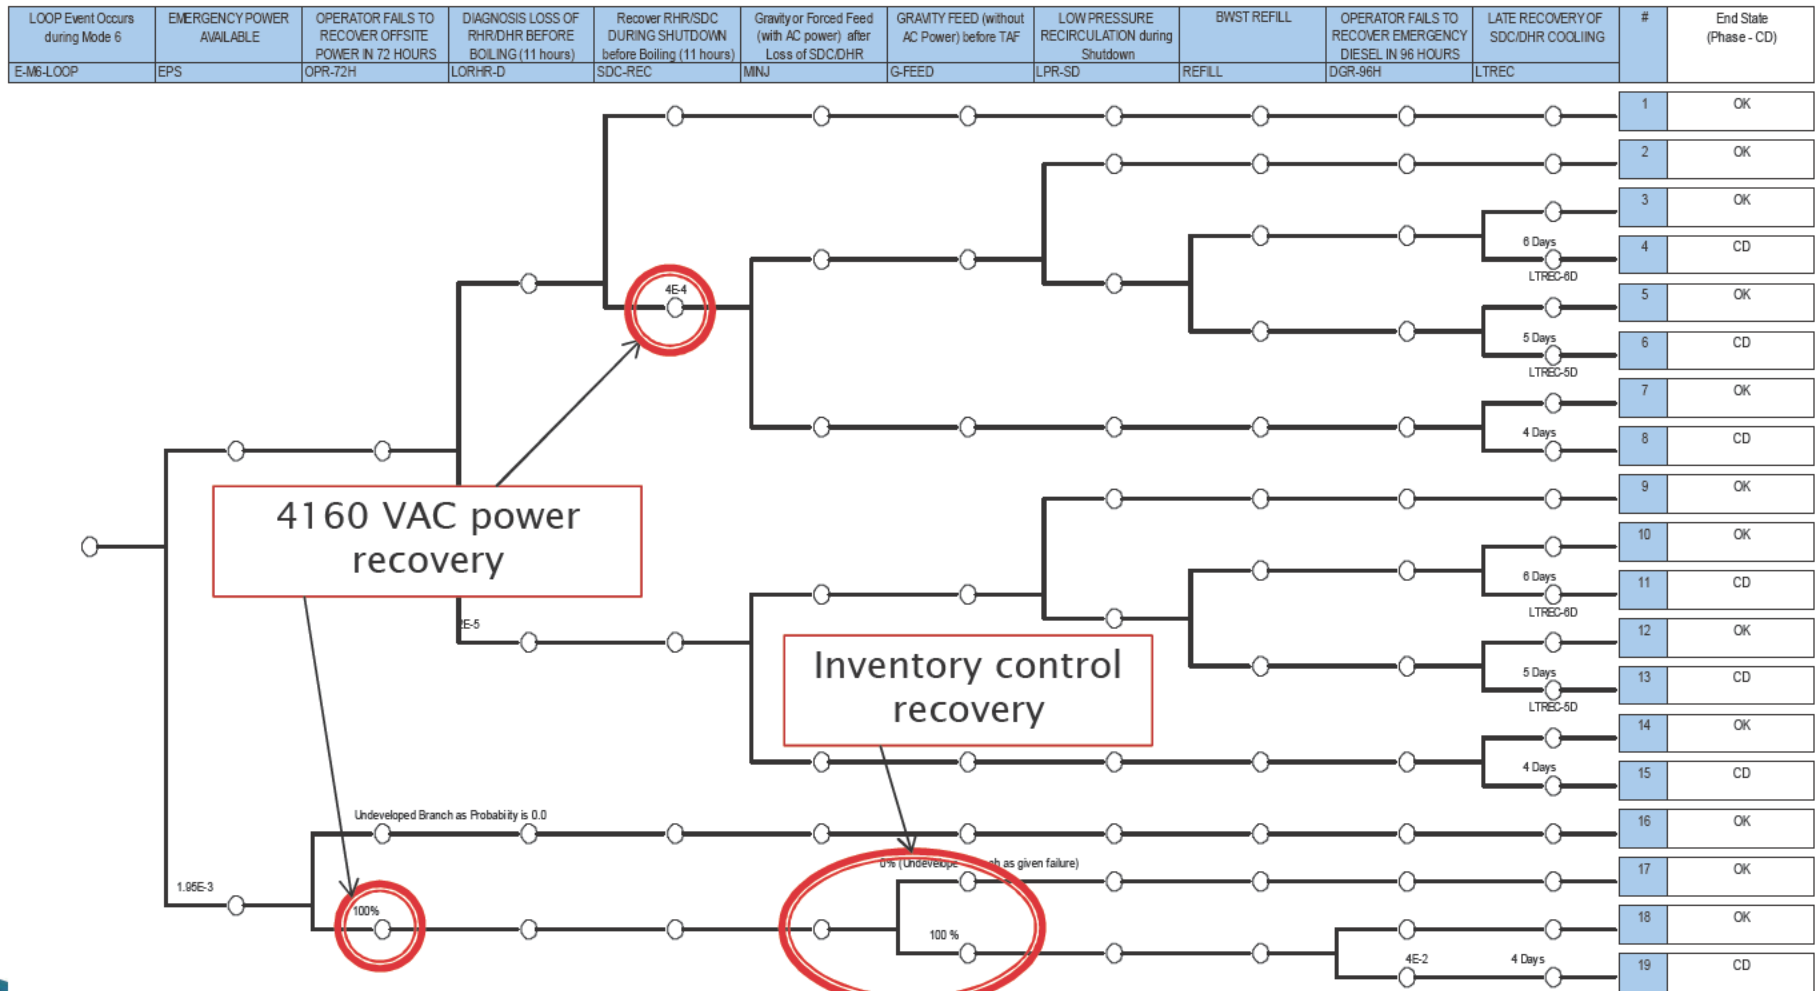 LOOP Event Occurs
during Mode 6
E-M6-LOOP
EMERGENCY POWER
AVAILABLE
EPS
OPERATOR FAILS TO
RECOVER OFFSITE
POWER IN 72 HOURS
OPR-72H
DIAGNOSIS LOSS OF
RHR/DHR BEFORE
BOILING (11 hours)
LORHR-D
Recover RHR/SDC
DURING SHUTDOWN
before Boiling (11 hours)
SDC-REC
Gravity or Forced Feed
(with AC power) after
Loss of SDC/DHR
MINJ
GRAVITY FEED (without
AC Power) before TAF
G-FEED
LOW PRESSURE
RECIRCULATION during
Shutdown
LPR-SD
BWST REFILL
REFILL
OPERATOR FAILS TO
RECOVER EMERGENCY
DIESEL IN 96 HOURS
DGR-96H
LATE RECOVERY OF
SDC/DHR COOLIING
LTREC
#
End State
(Phase - CD)
1 OK
2 OK
3 OK
6 Days
4 CD
LTREC-6D
4E-4
5 OK
5 Days
6 CD
LTREC-5D
7 OK
4 Days
8 CD
9 OK
4160 VAC power
recovery
10 OK
6 Days
11 CD
LTREC-6D
2E-5
12 OK
Inventory control
recovery
5 Days
13 CD
LTREC-5D
14 OK
4 Days
15 CD
Undeveloped Branch as Probability is 0.0
16 OK
0% (Undevelope
ch as given failure)
17 OK
1.95E-3
100%
18 OK
100 %
4E-2
4 Days
19 CD